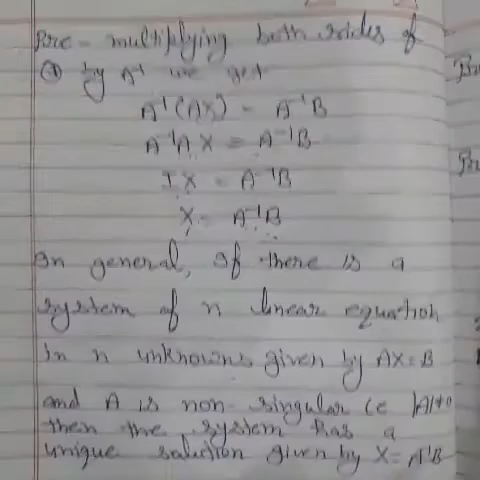 Pre-multiplying both sides of
① by A⁻¹ we get
A⁻¹(AX) = A⁻¹B
A⁻¹A X = A⁻¹B
I X = A⁻¹B
X = A⁻¹B
In general, if there is a
system of n linear equation
in n unknowns given by AX=B
and A is non-singular i.e |A|≠0
then the system has a
unique solution given by X=A⁻¹B